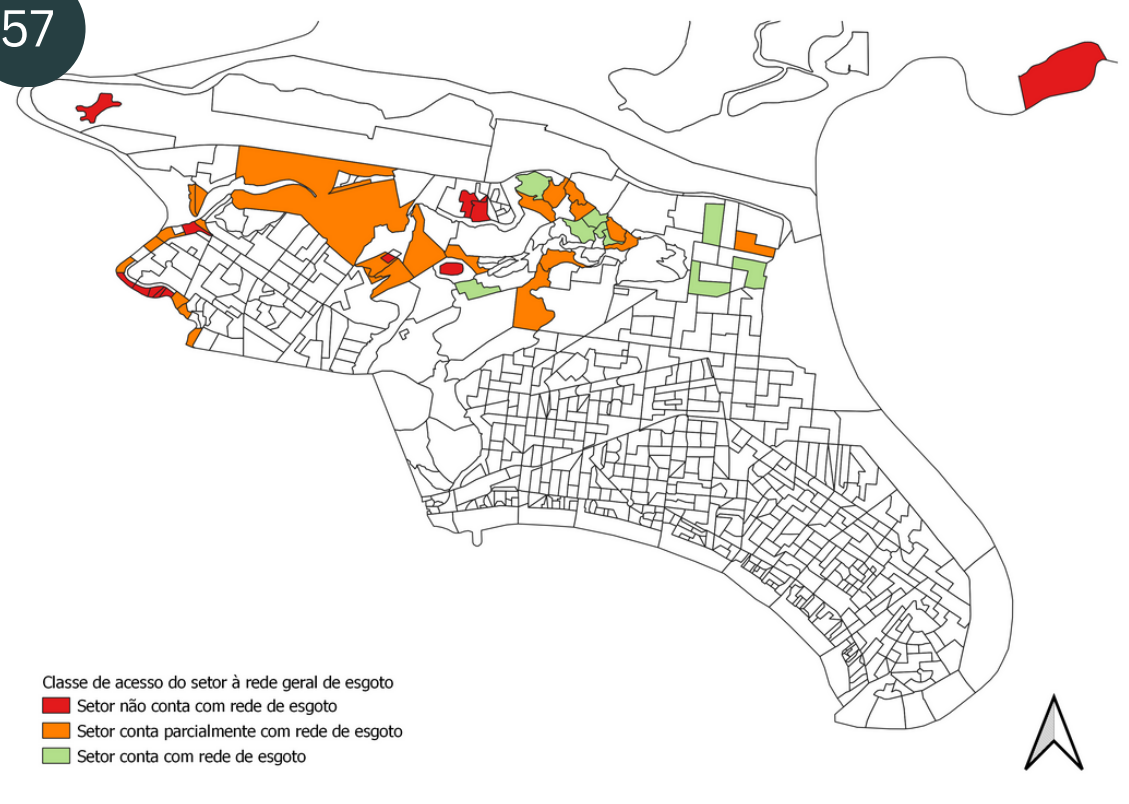 57
Classe de acesso do setor à rede geral de esgoto
Setor não conta com rede de esgoto
Setor conta parcialmente com rede de esgoto
Setor conta com rede de esgoto